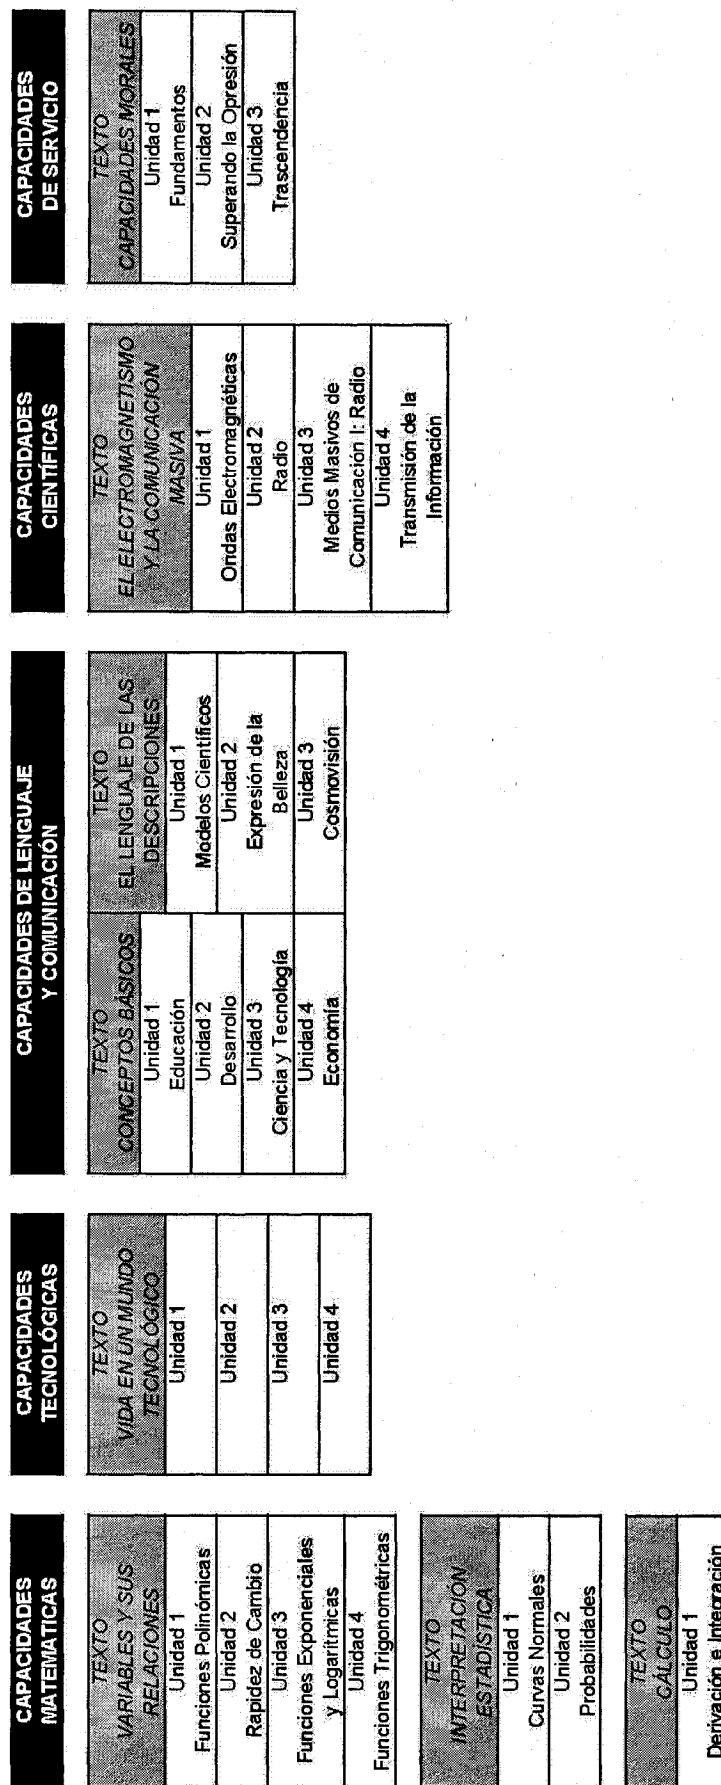 CAPACIDADES
MATEMATICAS
TEXTO
VARIABLES Y SUS
RELACIONES
Unidad 1
Funciones Polinómicas
Unidad 2
Rapidez de Cambio
Unidad 3
Funciones Exponenciales
y Logarítmicas
Unidad 4
Funciones Trigonométricas
TEXTO
INTERPRETACIÓN
ESTADÍSTICA
Unidad 1
Curvas Normales
Unidad 2
Probabilidades
TEXTO
CÁLCULO
Unidad 1
Derivación e Integración
CAPACIDADES
TECNOLÓGICAS
TEXTO
VIDA EN UN MUNDO
TECNOLÓGICO
Unidad 1
Unidad 2
Unidad 3
Unidad 4
CAPACIDADES DE LENGUAJE
Y COMUNICACIÓN
TEXTO
CONCEPTOS BÁSICOS
Unidad 1
Educación
Unidad 2
Desarrollo
Unidad 3
Ciencia y Tecnología
Unidad 4
Economía
TEXTO
EL LENGUAJE DE LAS
DESCRIPCIONES
Unidad 1
Modelos Científicos
Unidad 2
Expresión de la
Belleza
Unidad 3
Cosmovisión
CAPACIDADES
CIENTÍFICAS
TEXTO
EL ELECTROMAGNETISMO
Y LA COMUNICACIÓN
MASIVA
Unidad 1
Ondas Electromagnéticas
Unidad 2
Radio
Unidad 3
Medios Masivos de
Comunicación I: Radio
Unidad 4
Transmisión de la
Información
CAPACIDADES
DE SERVICIO
TEXTO
CAPACIDADES MORALES
Unidad 1
Fundamentos
Unidad 2
Superando la Opresión
Unidad 3
Trascendencia